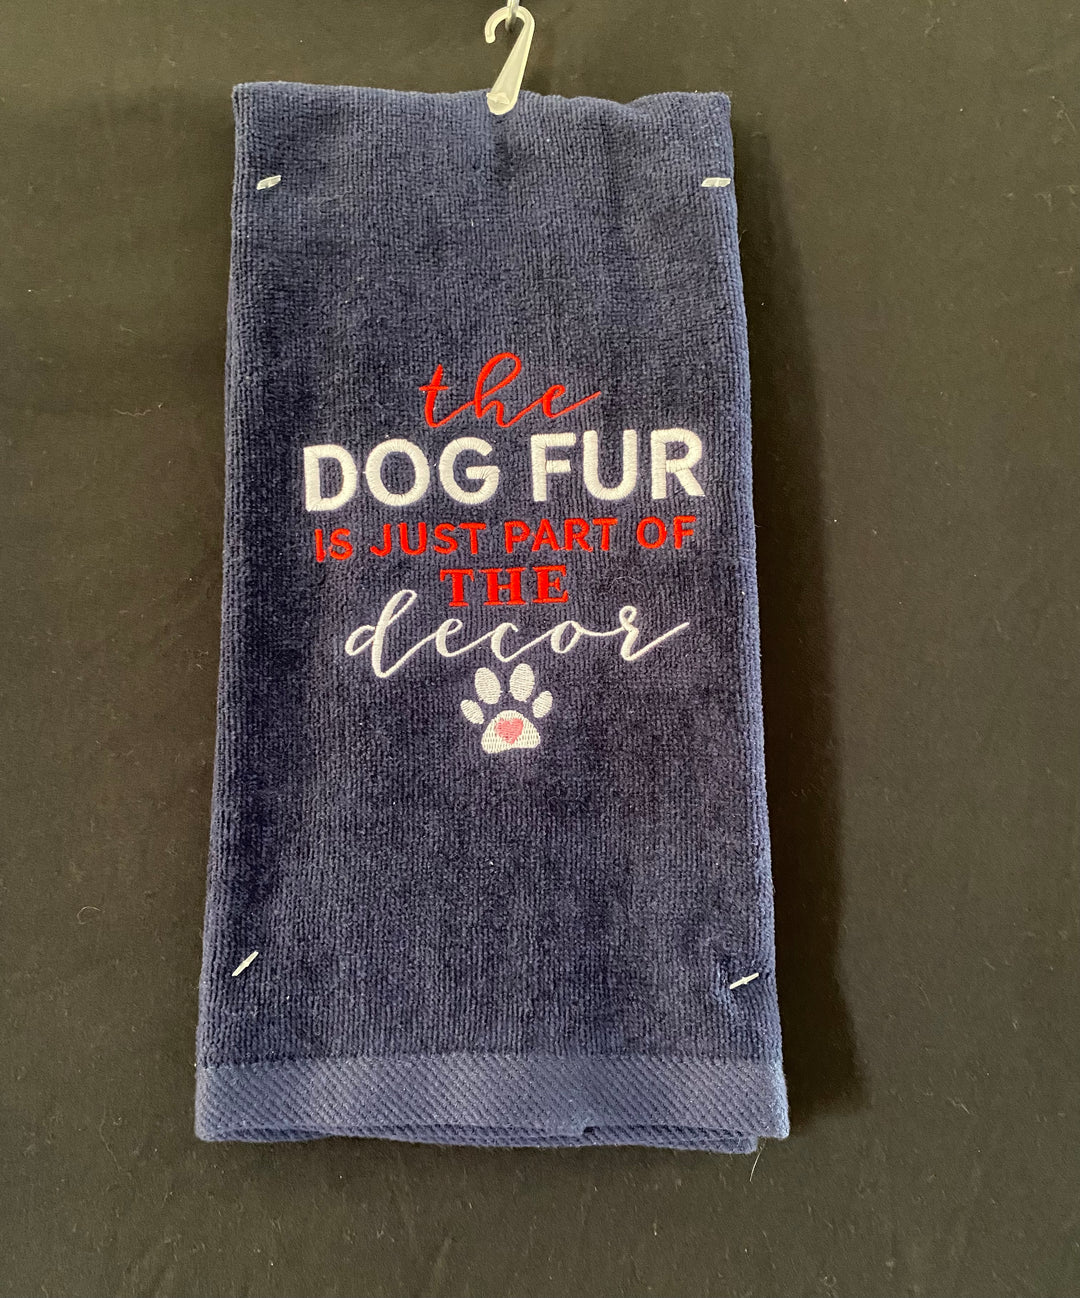 the
DOG FUR
IS JUST PART OF
THE
decor